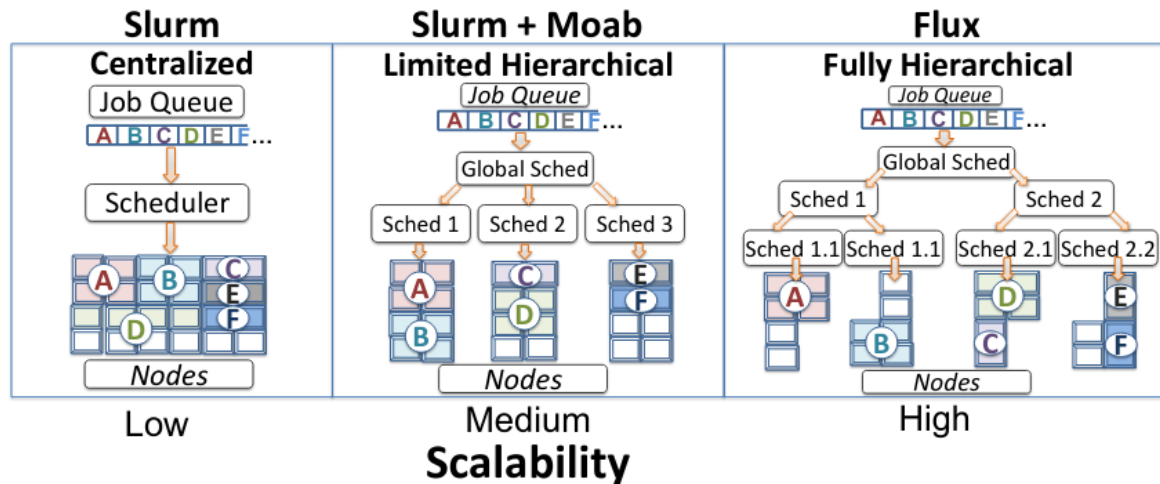 Slurm
Slurm + Moab
Flux
Centralized
Job Queue
A B C D E F ...
Scheduler
A B C
E
D F
Nodes
Limited Hierarchical
Job Queue
A B C D E F ...
Global Sched
Sched 1 Sched 2 Sched 3
A C E
B D F
Nodes
Fully Hierarchical
Job Queue
A B C D E F ...
Global Sched
Sched 1 Sched 2
Sched 1.1 Sched 1.1 Sched 2.1 Sched 2.2
A D E
B C F
Nodes
Low
Medium
High
Scalability